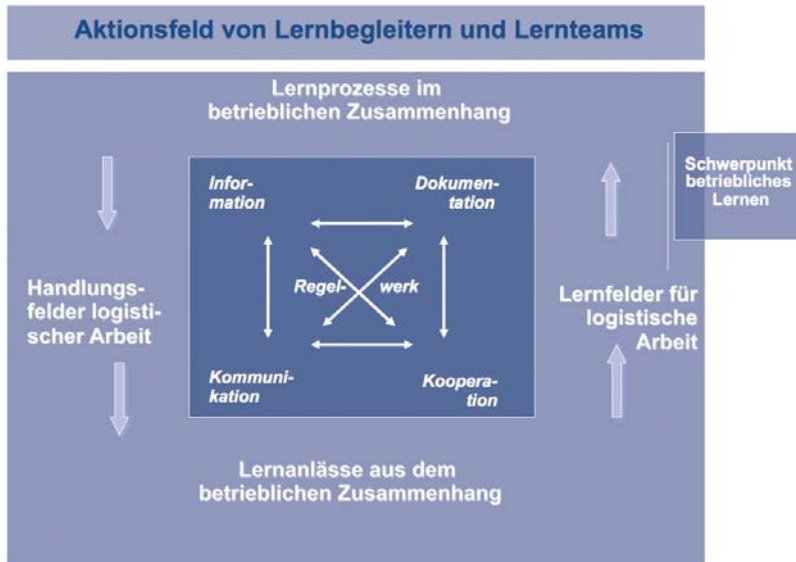 Aktionsfeld von Lernbegleitern und Lernteams
Lernprozesse im
betrieblichen Zusammenhang
Schwerpunkt
betriebliches
Lernen
Infor-
mation
Dokumen-
tation
Regel- werk
Handlungs-
felder logisti-
scher Arbeit
Lernfelder für
logistische
Arbeit
Kommuni-
kation
Koopera-
tion
Lernanlässe aus dem
betrieblichen Zusammenhang